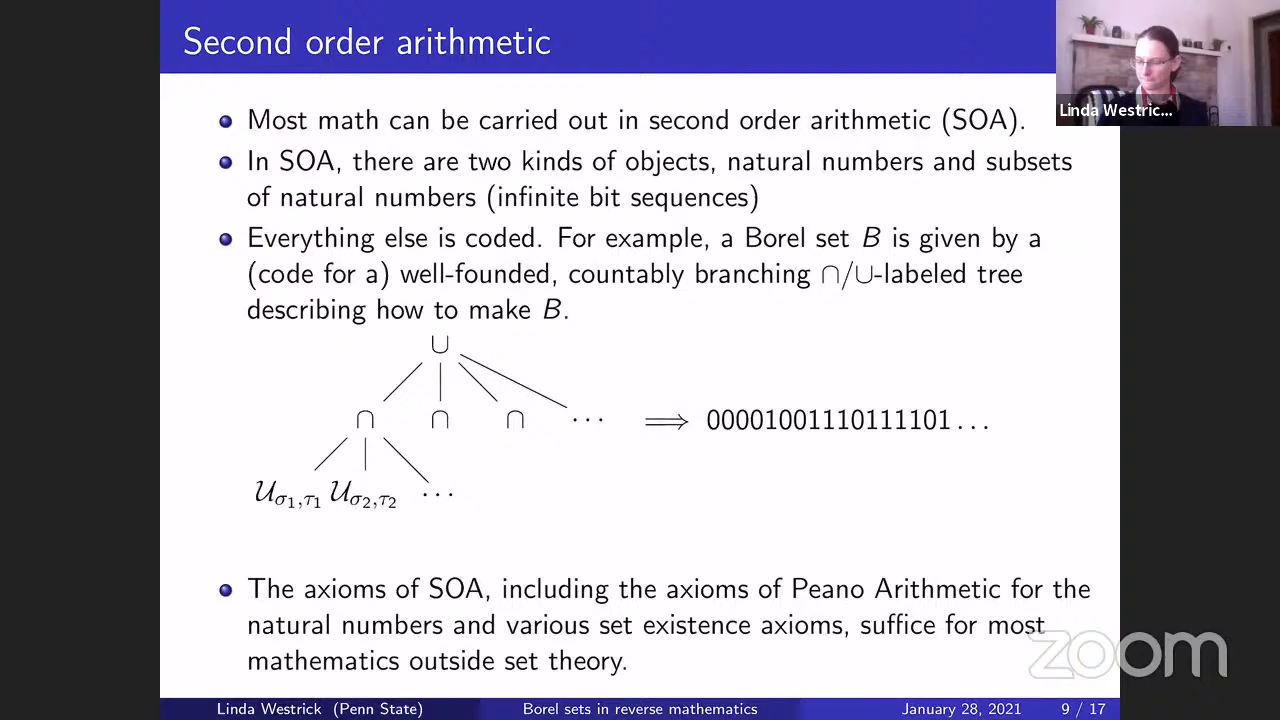 Second order arithmetic
Linda Westric...
Most math can be carried out in second order arithmetic (SOA).
In SOA, there are two kinds of objects, natural numbers and subsets
of natural numbers (infinite bit sequences)
Everything else is coded. For example, a Borel set B is given by a
(code for a) well-founded, countably branching ∩/∪-labeled tree
describing how to make B.
∪
∩ ∩ ∩ ··· ⟹ 00001001110111101...
𝒰σ₁,τ₁ 𝒰σ₂,τ₂ ···
The axioms of SOA, including the axioms of Peano Arithmetic for the
natural numbers and various set existence axioms, suffice for most
mathematics outside set theory.
zoom
Linda Westrick (Penn State) Borel sets in reverse mathematics January 28, 2021 9 / 17